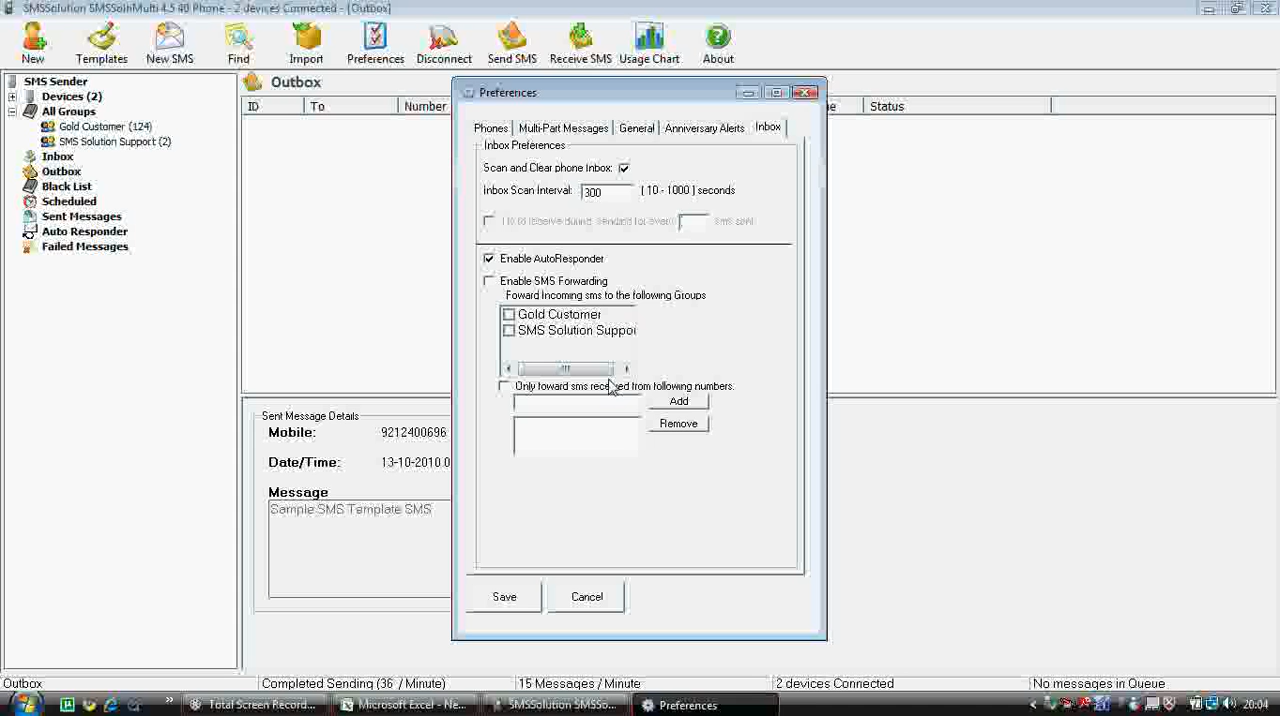 SMSSolution SMSSolnMulti 4.5 40 Phone - 2 devices Connected - [Outbox]
New Templates New SMS Find Import Preferences Disconnect Send SMS Receive SMS Usage Chart About
SMS Sender
Devices (2)
All Groups
Gold Customer (124)
SMS Solution Support (2)
Inbox
Outbox
Black List
Scheduled
Sent Messages
Auto Responder
Failed Messages
Outbox
ID To Number Status
Sent Message Details
Mobile: 9212400696
Date/Time: 13-10-2010.0
Message
Sample SMS Template SMS
Preferences
Phones Multi-Part Messages General Anniversary Alerts Inbox
Inbox Preferences
Scan and Clear phone Inbox:
Inbox Scan Interval: 300 [ 10 - 1000 ] seconds
sms sent
Enable AutoResponder
Enable SMS Forwarding
Foward Incoming sms to the following Groups
Gold Customer
SMS Solution Suppo
Only foward sms received from following numbers.
Add
Remove
Save Cancel
Outbox Completed Sending (36 / Minute) 15 Messages / Minute 2 devices Connected No messages in Queue
Total Screen Record... Microsoft Excel - Ne... SMSSolution SMSSo... Preferences 20:04